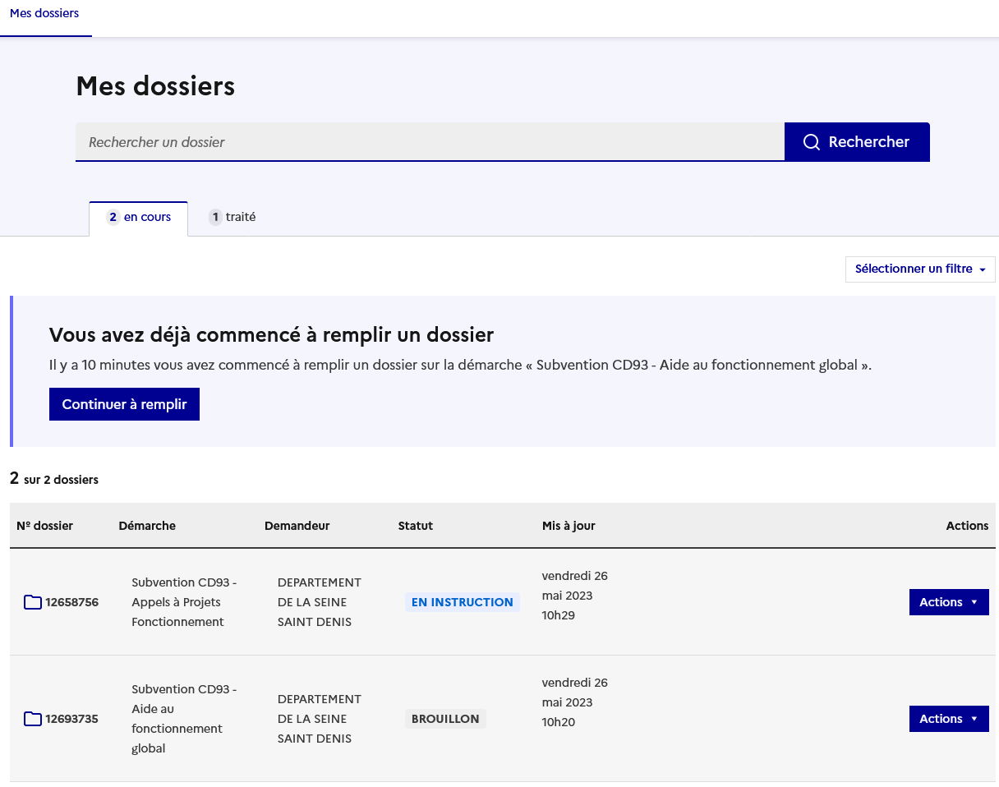 Mes dossiers
Mes dossiers
Rechercher un dossier
Rechercher
2 en cours
1 traité
Sélectionner un filtre
Vous avez déjà commencé à remplir un dossier
Il y a 10 minutes vous avez commencé à remplir un dossier sur la démarche « Subvention CD93 - Aide au fonctionnement global ».
Continuer à remplir
2 sur 2 dossiers
Nº dossier Démarche Demandeur Statut Mis à jour Actions
12658756
Subvention CD93 -
Appels à Projets
Fonctionnement
DEPARTEMENT
DE LA SEINE
SAINT DENIS
EN INSTRUCTION
vendredi 26
mai 2023
10h29
Actions
12693735
Subvention CD93 -
Aide au
fonctionnement
global
DEPARTEMENT
DE LA SEINE
SAINT DENIS
BROUILLON
vendredi 26
mai 2023
10h20
Actions